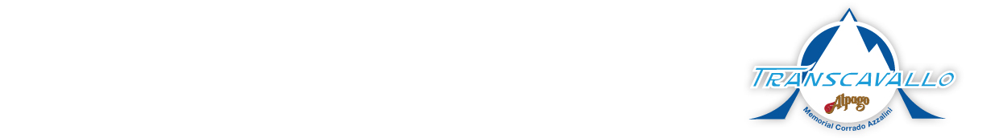 TRANSCAVALLO
Alpago
Memorial Corrado Azzalini